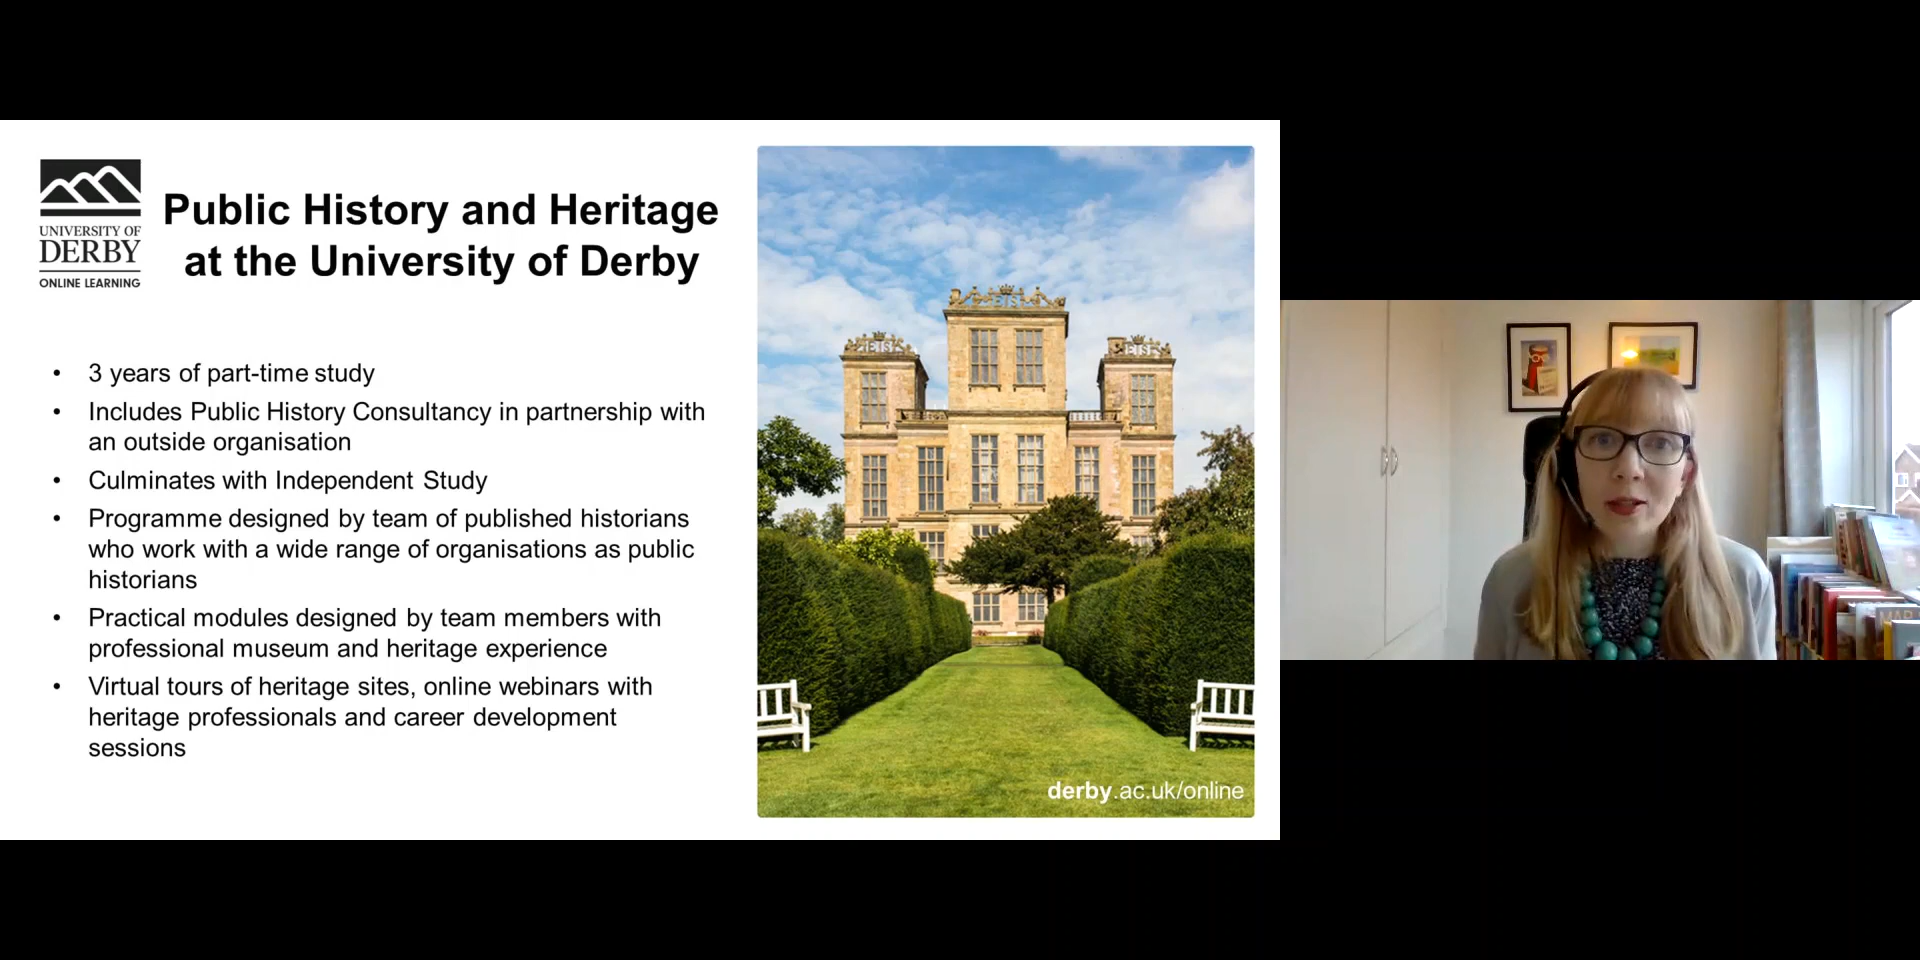 UNIVERSITY OF
DERBY
ONLINE LEARNING
Public History and Heritage
at the University of Derby
• 3 years of part-time study
• Includes Public History Consultancy in partnership with
an outside organisation
• Culminates with Independent Study
• Programme designed by team of published historians
who work with a wide range of organisations as public
historians
• Practical modules designed by team members with
professional museum and heritage experience
• Virtual tours of heritage sites, online webinars with
heritage professionals and career development
sessions
derby.ac.uk/online